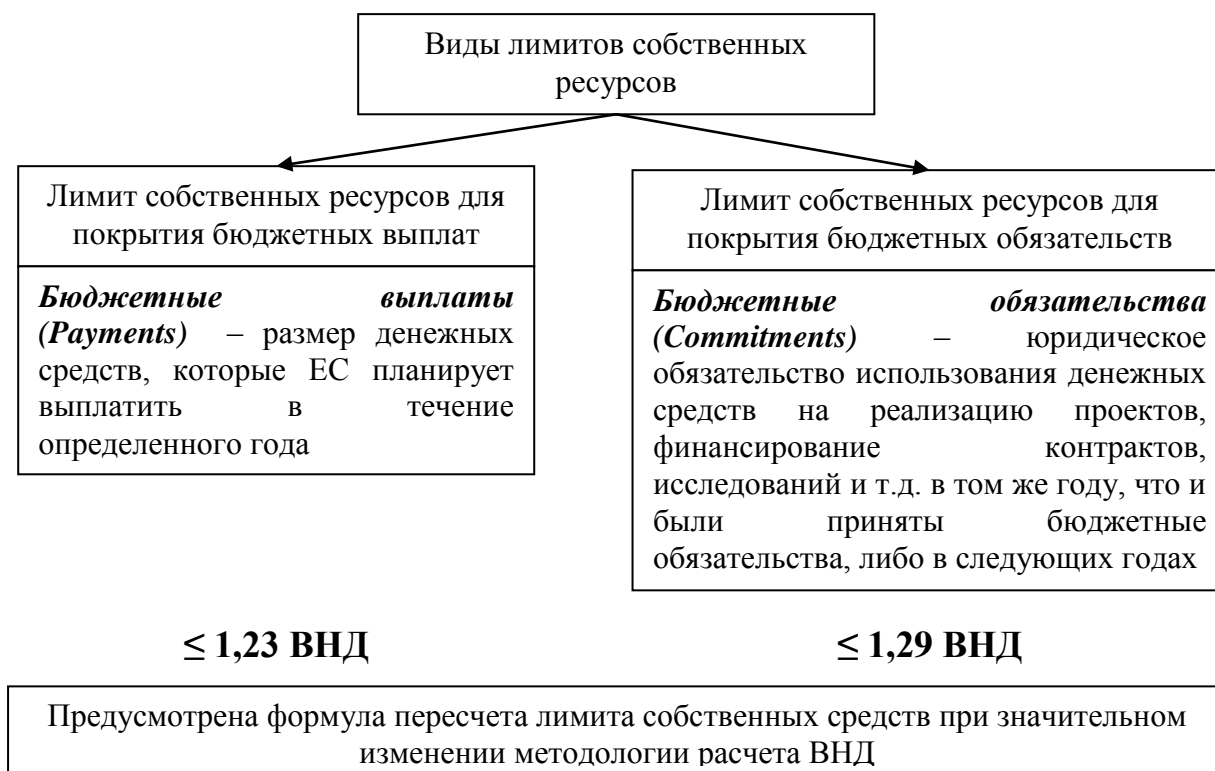 Виды лимитов собственных
ресурсов
Лимит собственных ресурсов для
покрытия бюджетных выплат
Бюджетные выплаты
(Payments) – размер денежных
средств, которые ЕС планирует
выплатить в течение
определенного года
Лимит собственных ресурсов для
покрытия бюджетных обязательств
Бюджетные обязательства
(Commitments) – юридическое
обязательство использования денежных
средств на реализацию проектов,
финансирование контрактов,
исследований и т.д. в том же году, что и
были приняты бюджетные
обязательства, либо в следующих годах
≤ 1,23 ВНД
≤ 1,29 ВНД
Предусмотрена формула пересчета лимита собственных средств при значительном
изменении методологии расчета ВНД